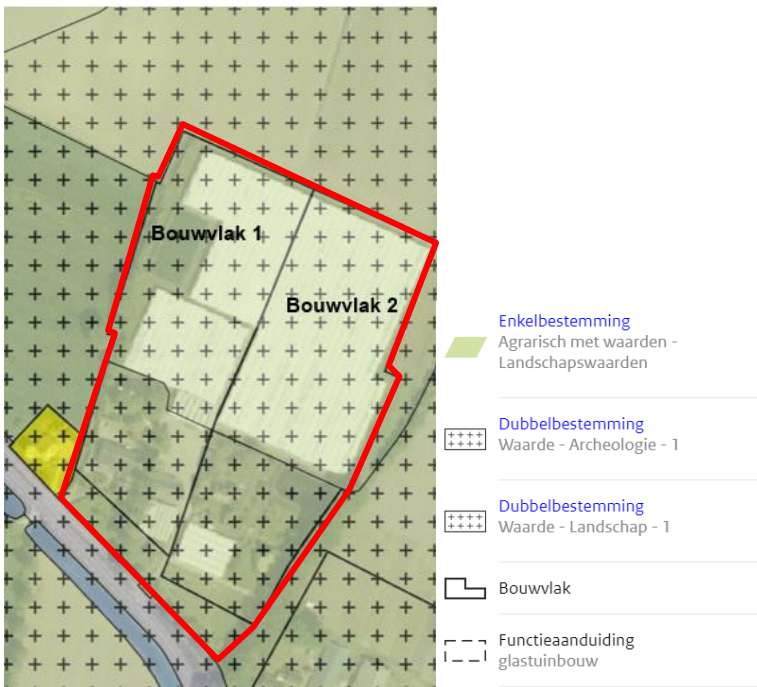 Bouwvlak 1
Bouwvlak 2
Enkelbestemming
Agrarisch met waarden -
Landschapswaarden
Dubbelbestemming
Waarde - Archeologie - 1
Dubbelbestemming
Waarde - Landschap - 1
Bouwvlak
Functieaanduiding
glastuinbouw